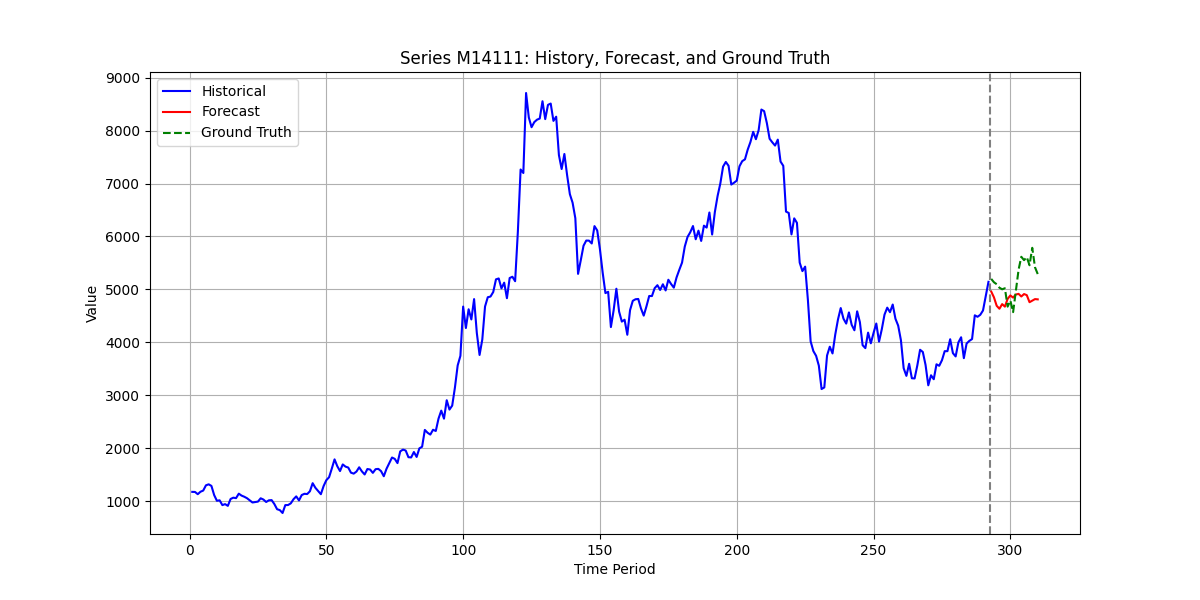 Series M14111: History, Forecast, and Ground Truth
Historical
Forecast
Ground Truth
9000
8000
7000
6000
5000
4000
3000
2000
1000
Value
0 50 100 150 200 250 300
Time Period